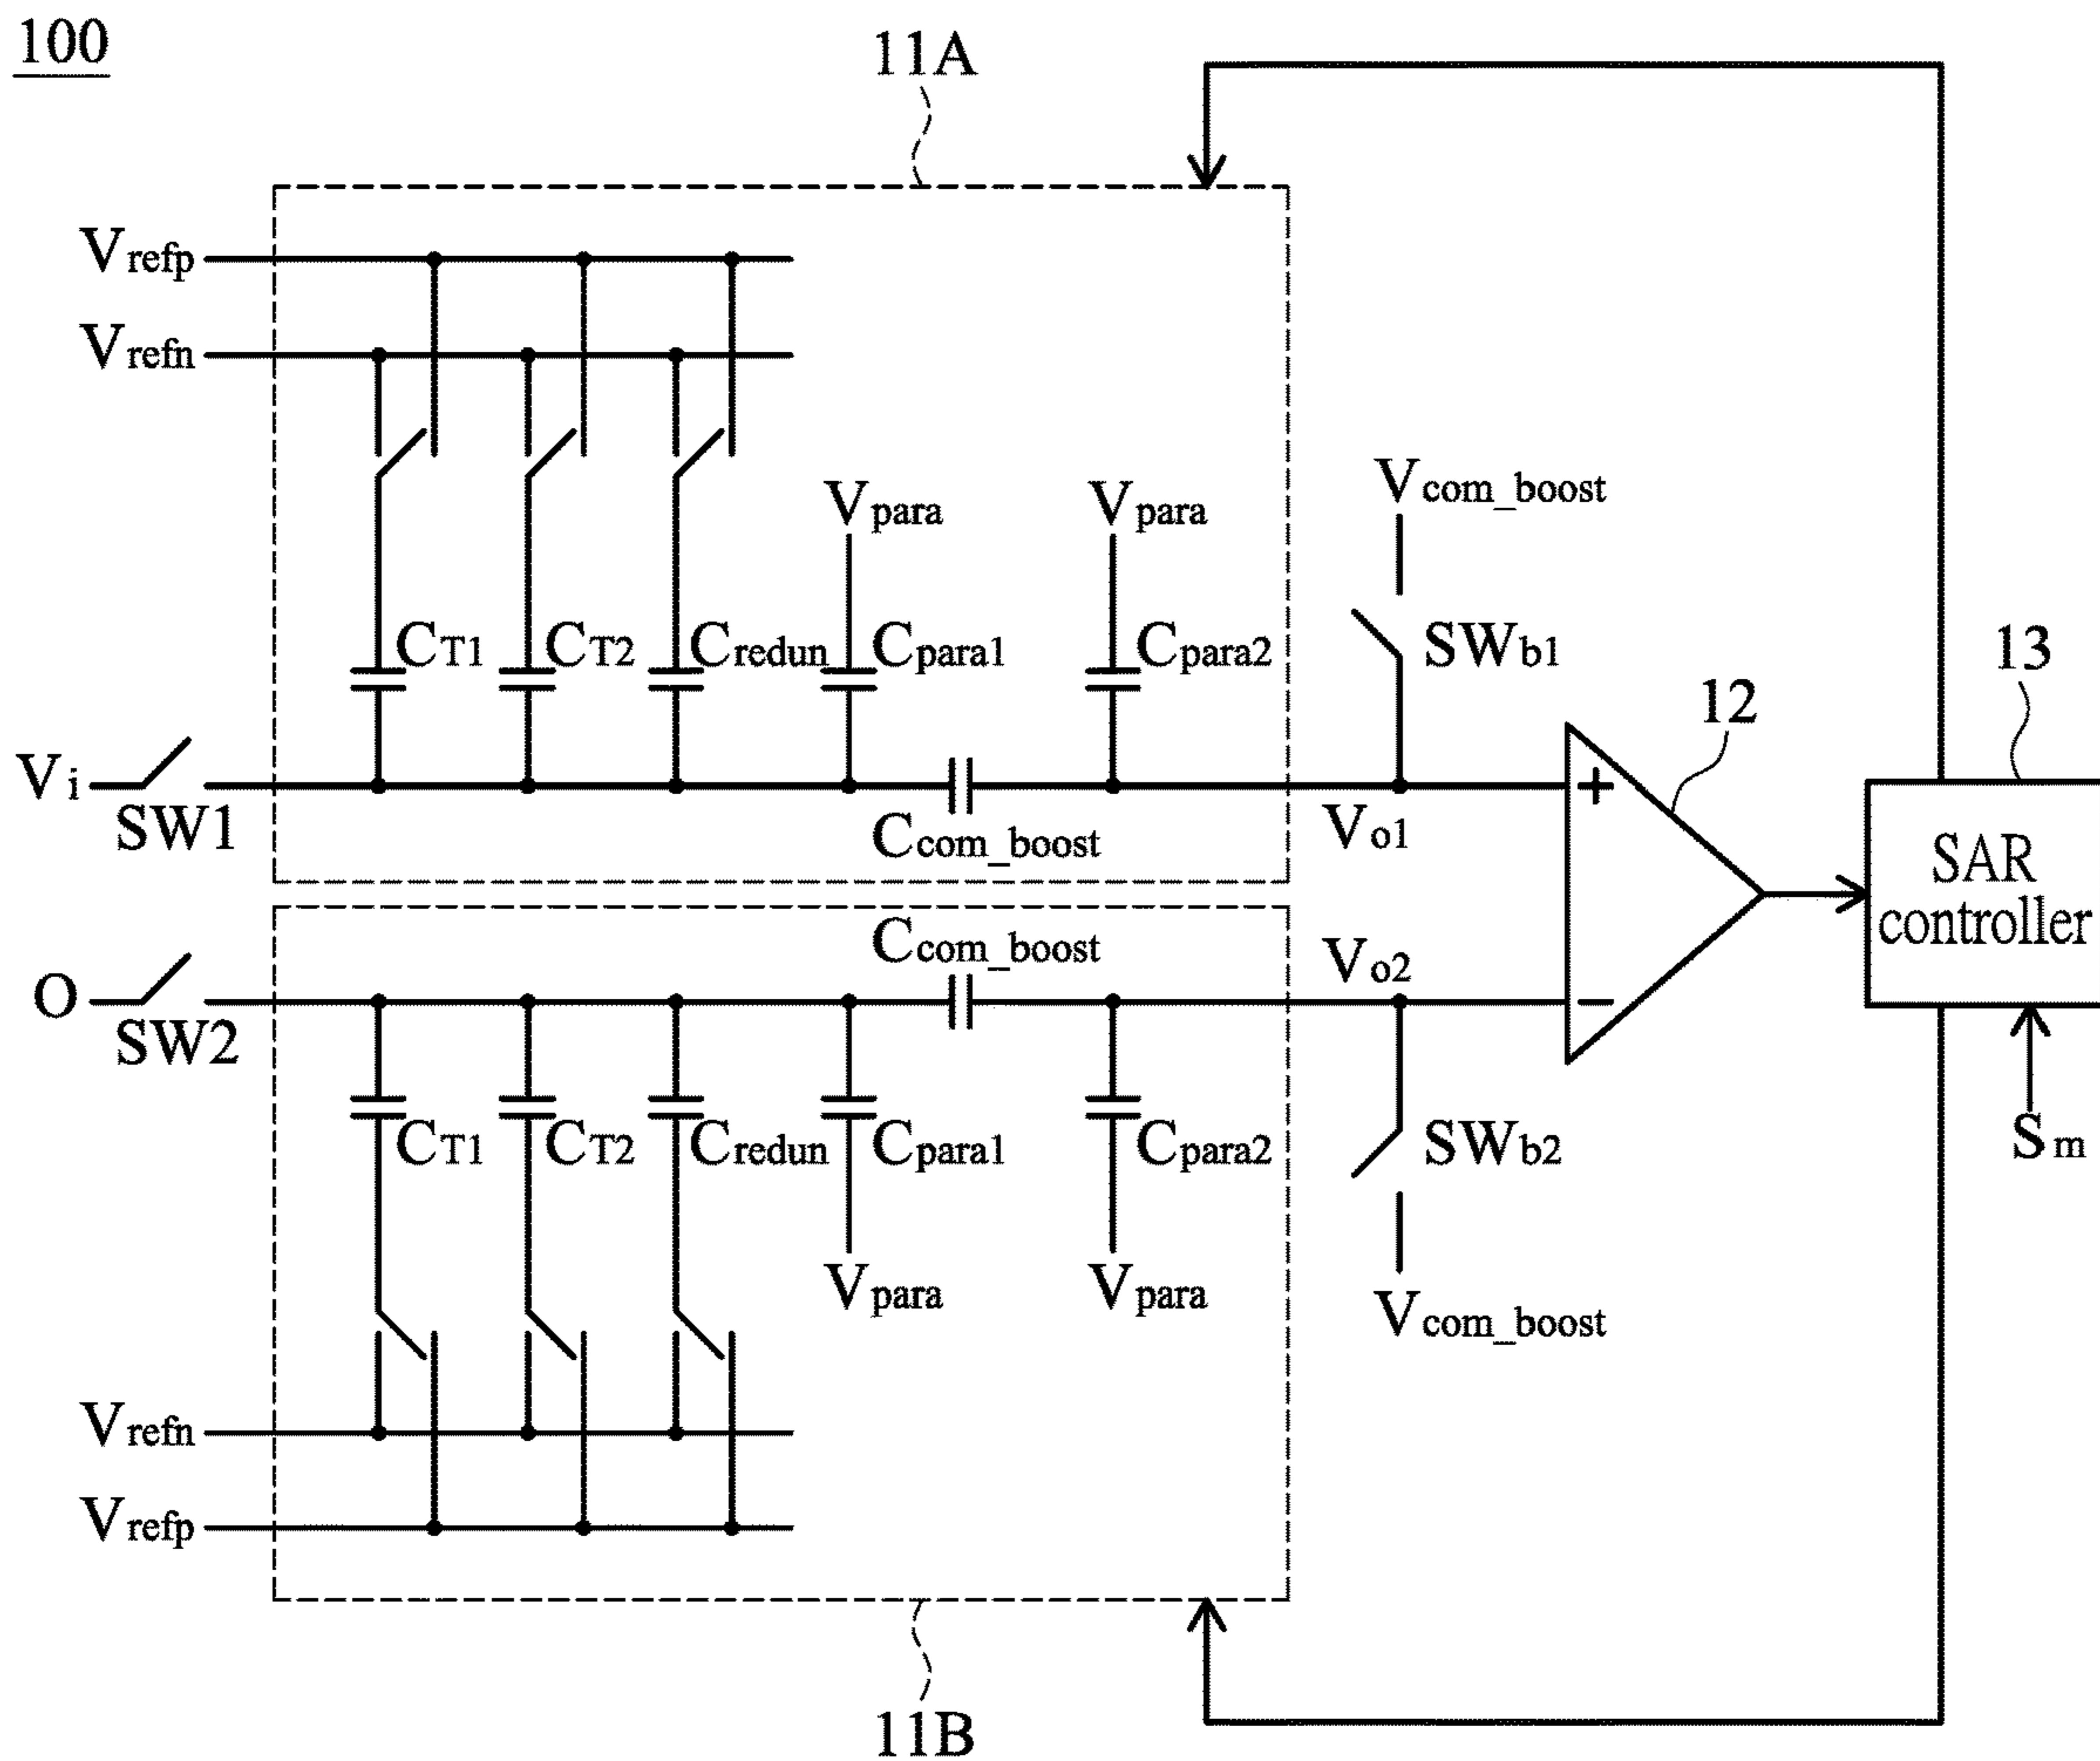 100
11A
Vrefp
Vrefn
Vpara
Vpara
Vcom_boost
CT1
CT2
Credun
Cpara1
Cpara2
SWb1
13
12
Vi
SW1
+
Ccom_boost
Vo1
SAR
controller
Ccom_boost
Vo2
O
SW2
−
CT1
CT2
Credun
Cpara1
Cpara2
SWb2
Sm
Vpara
Vpara
Vcom_boost
Vrefn
Vrefp
11B